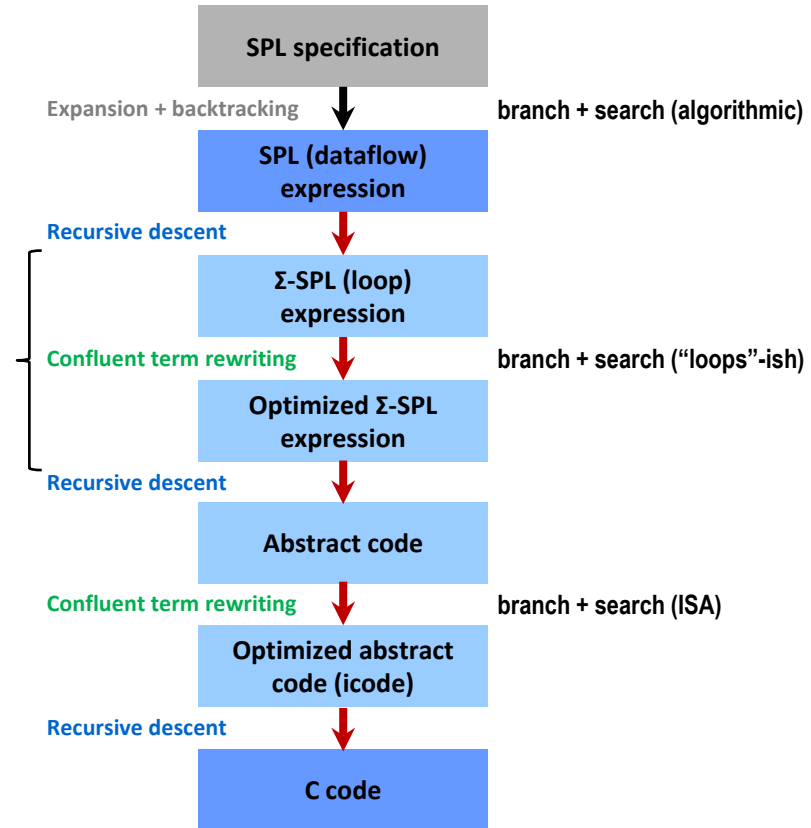 SPL specification
Expansion + backtracking
branch + search (algorithmic)
SPL (dataflow)
expression
Recursive descent
Σ-SPL (loop)
expression
Confluent term rewriting
branch + search (“loops”-ish)
Optimized Σ-SPL
expression
Recursive descent
Abstract code
Confluent term rewriting
branch + search (ISA)
Optimized abstract
code (icode)
Recursive descent
C code